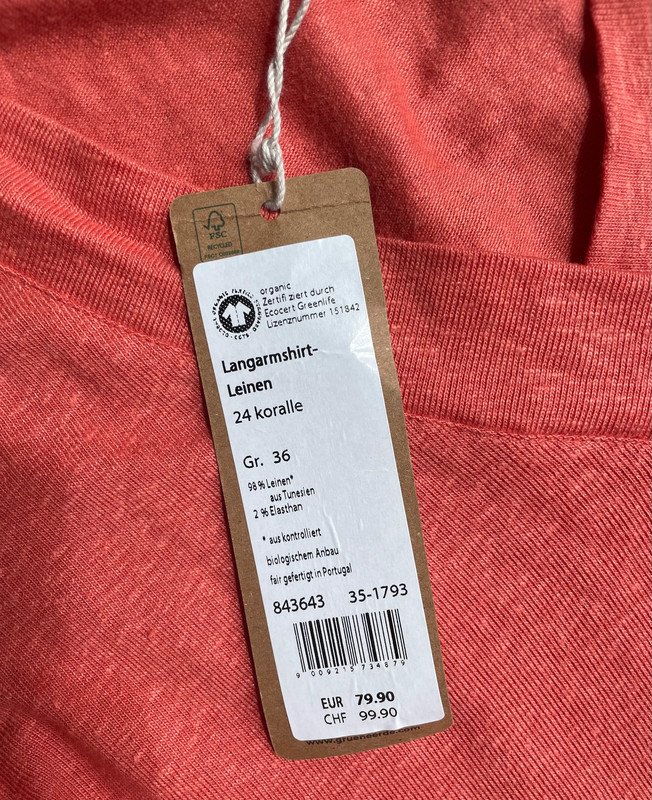 FSC
RECYCLED
organic
Zertifiziert durch
Ecocert Greenlife
Lizenznummer 151842
Langarmshirt-
Leinen
24 koralle
Gr. 36
98 % Leinen*
aus Tunesien
2 % Elasthan
* aus kontrolliert
biologischem Anbau
fair gefertigt in Portugal
843643 35-1793
9 009215 734879
EUR 79.90
CHF 99.90
www.grueneerde.com